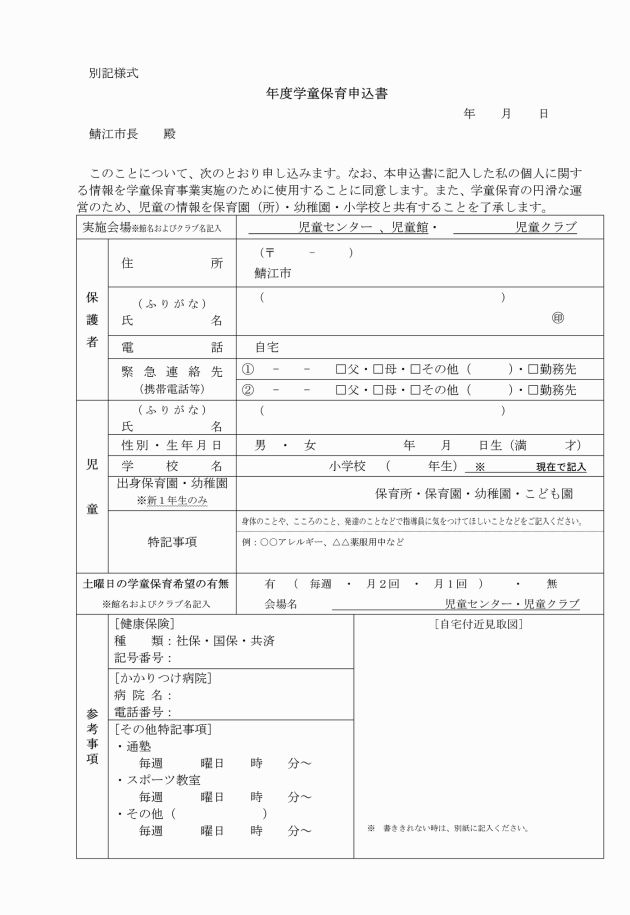 別記様式
年度学童保育申込書
年　　月　　日
鯖江市長　　殿
このことについて、次のとおり申し込みます。なお、本申込書に記入した私の個人に関す
る情報を学童保育事業実施のために使用することに同意します。また、学童保育の円滑な運
営のため、児童の情報を保育園（所）・幼稚園・小学校と共有することを了承します。
実施会場※館名およびクラブ名記入　　児童センター 、児童館・　　児童クラブ
保護者
住　　所
（〒　　－　　）
鯖江市
（ふりがな）
氏　　名
（　　　　）
㊞
電　　話　　自宅
緊急連絡先
（携帯電話等）
①　－　－　□父・□母・□その他（　　）・□勤務先
②　－　－　□父・□母・□その他（　　）・□勤務先
児童
（ふりがな）
氏　　名
（　　　　）
性別・生年月日　　男　・　女　　年　　月　　日生（満　　才）
学　校　名　　小学校　（　　年生）　※　　現在で記入
出身保育園・幼稚園
※新１年生のみ
保育所・保育園・幼稚園・こども園
特記事項
身体のことや、こころのこと、発達のことなどで指導員に気をつけてほしいことなどをご記入ください。
例：○○アレルギー、△△薬服用中など
土曜日の学童保育希望の有無　　有　（　毎週　・　月２回　・　月１回　）　・　無
※館名およびクラブ名記入　　会場名　　児童センター・児童クラブ
参考事項
［健康保険］
種　　類：社保・国保・共済
記号番号：
［かかりつけ病院］
病 院 名：
電話番号：
［その他特記事項］
・通塾
毎週　　曜日　　時　　分～
・スポーツ教室
毎週　　曜日　　時　　分～
・その他（　　　　）
毎週　　曜日　　時　　分～
［自宅付近見取図］
※　書ききれない時は、別紙に記入ください。